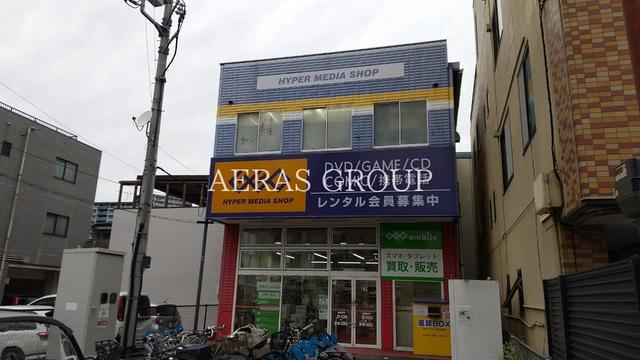 HYPER MEDIA SHOP
DVD/GAME/CD
AERAS GROUP
HYPER MEDIA SHOP
レンタル会員募集中
GEO mobile
スマホ・タブレット
買取・販売
返却BOX